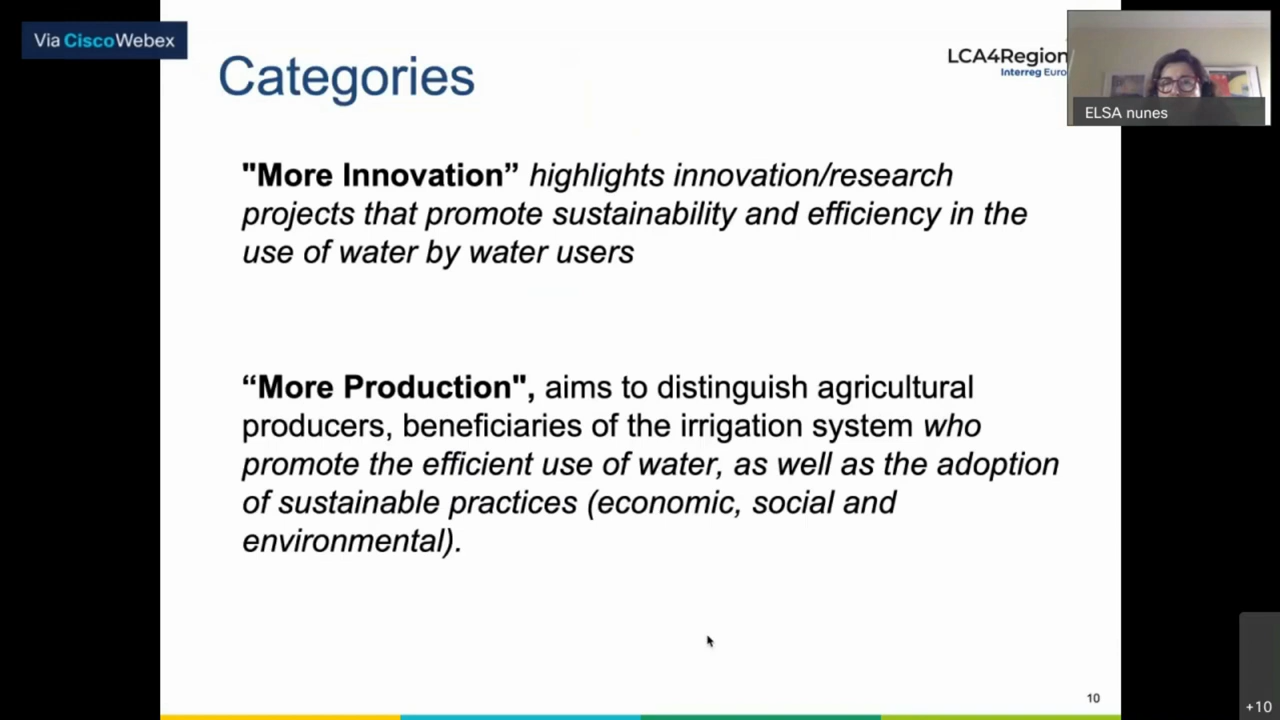 Via CiscoWebex
Categories
LCA4Region
Interreg Euro
ELSA nunes
"More Innovation” highlights innovation/research
projects that promote sustainability and efficiency in the
use of water by water users
“More Production", aims to distinguish agricultural
producers, beneficiaries of the irrigation system who
promote the efficient use of water, as well as the adoption
of sustainable practices (economic, social and
environmental).
10
+10